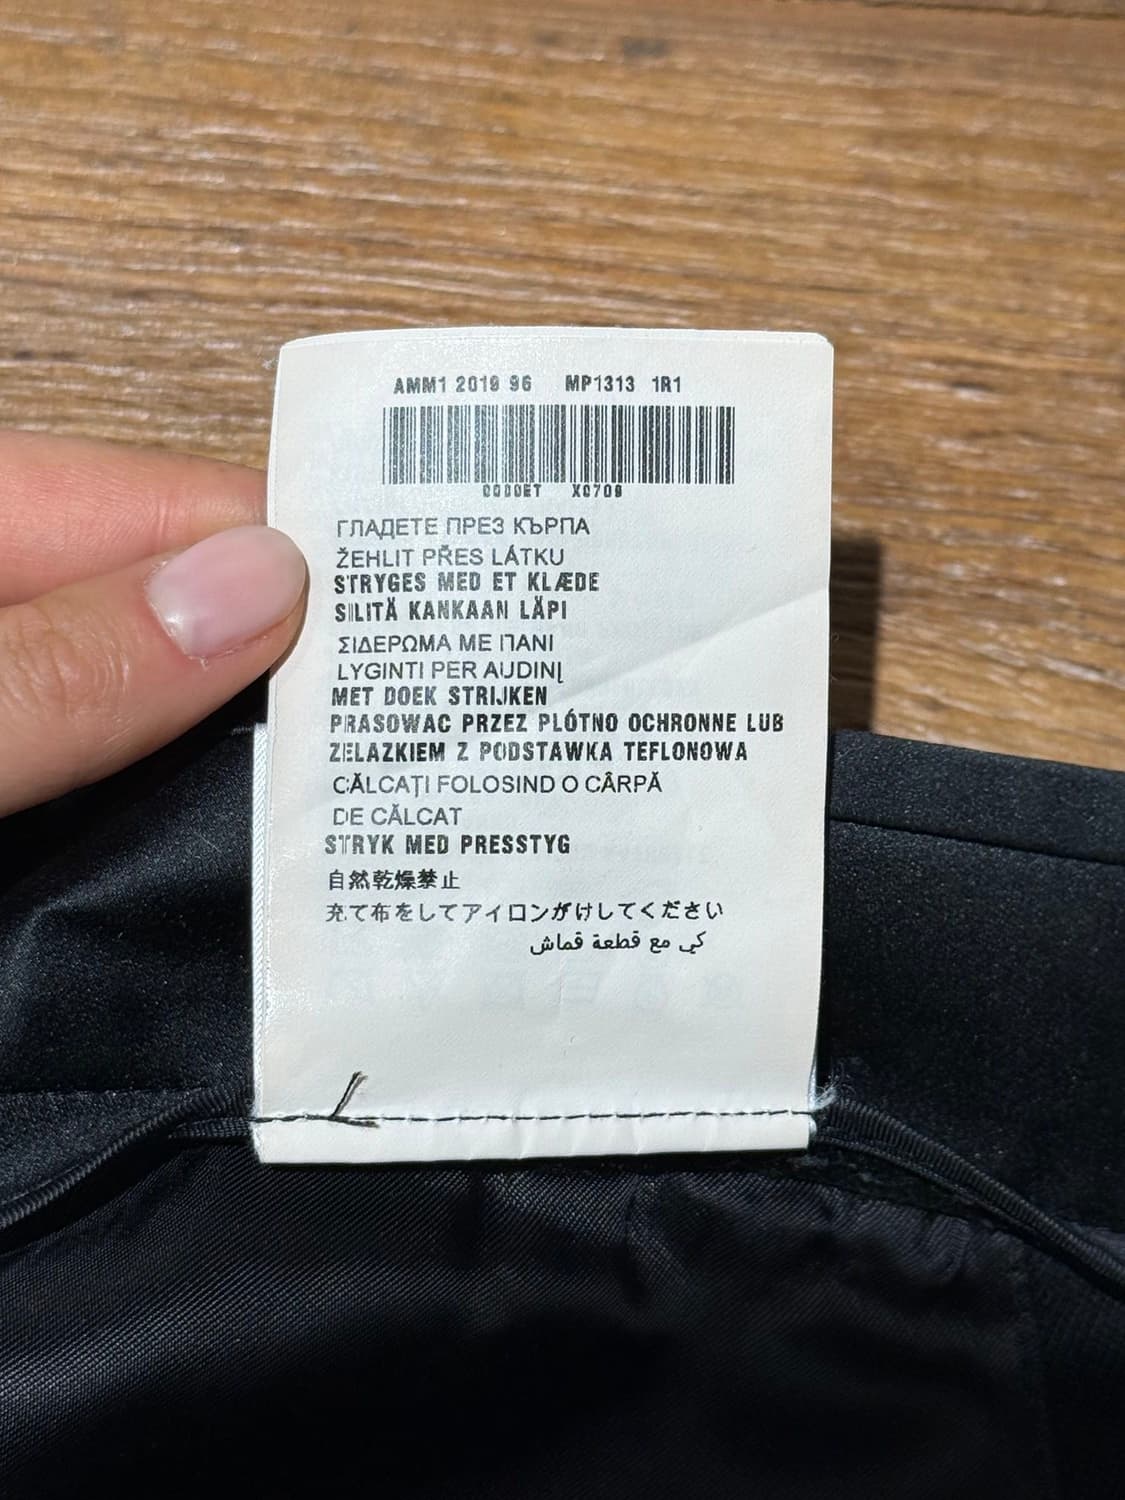 AMM1 2019 96 MP1313 1R1
0000ET X0709
ГЛАДЕТЕ ПРЕЗ КЪРПА
ŽEHLIT PŘES LÁTKU
STRYGES MED ET KLÆDE
SILITÄ KANKAAN LÄPI
ΣΙΔΕΡΩΜΑ ΜΕ ΠΑΝΙ
LYGINTI PER AUDINĮ
MET DOEK STRIJKEN
PRASOWAC PRZEZ PLÓTNO OCHRONNE LUB
ZELAZKIEM Z PODSTAWKA TEFLONOWA
CĂLCAȚI FOLOSIND O CÂRPĂ
DE CĂLCAT
STRYK MED PRESSTYG
自然乾燥禁止
充て布をしてアイロンがけしてください
كي مع قطعة قماش